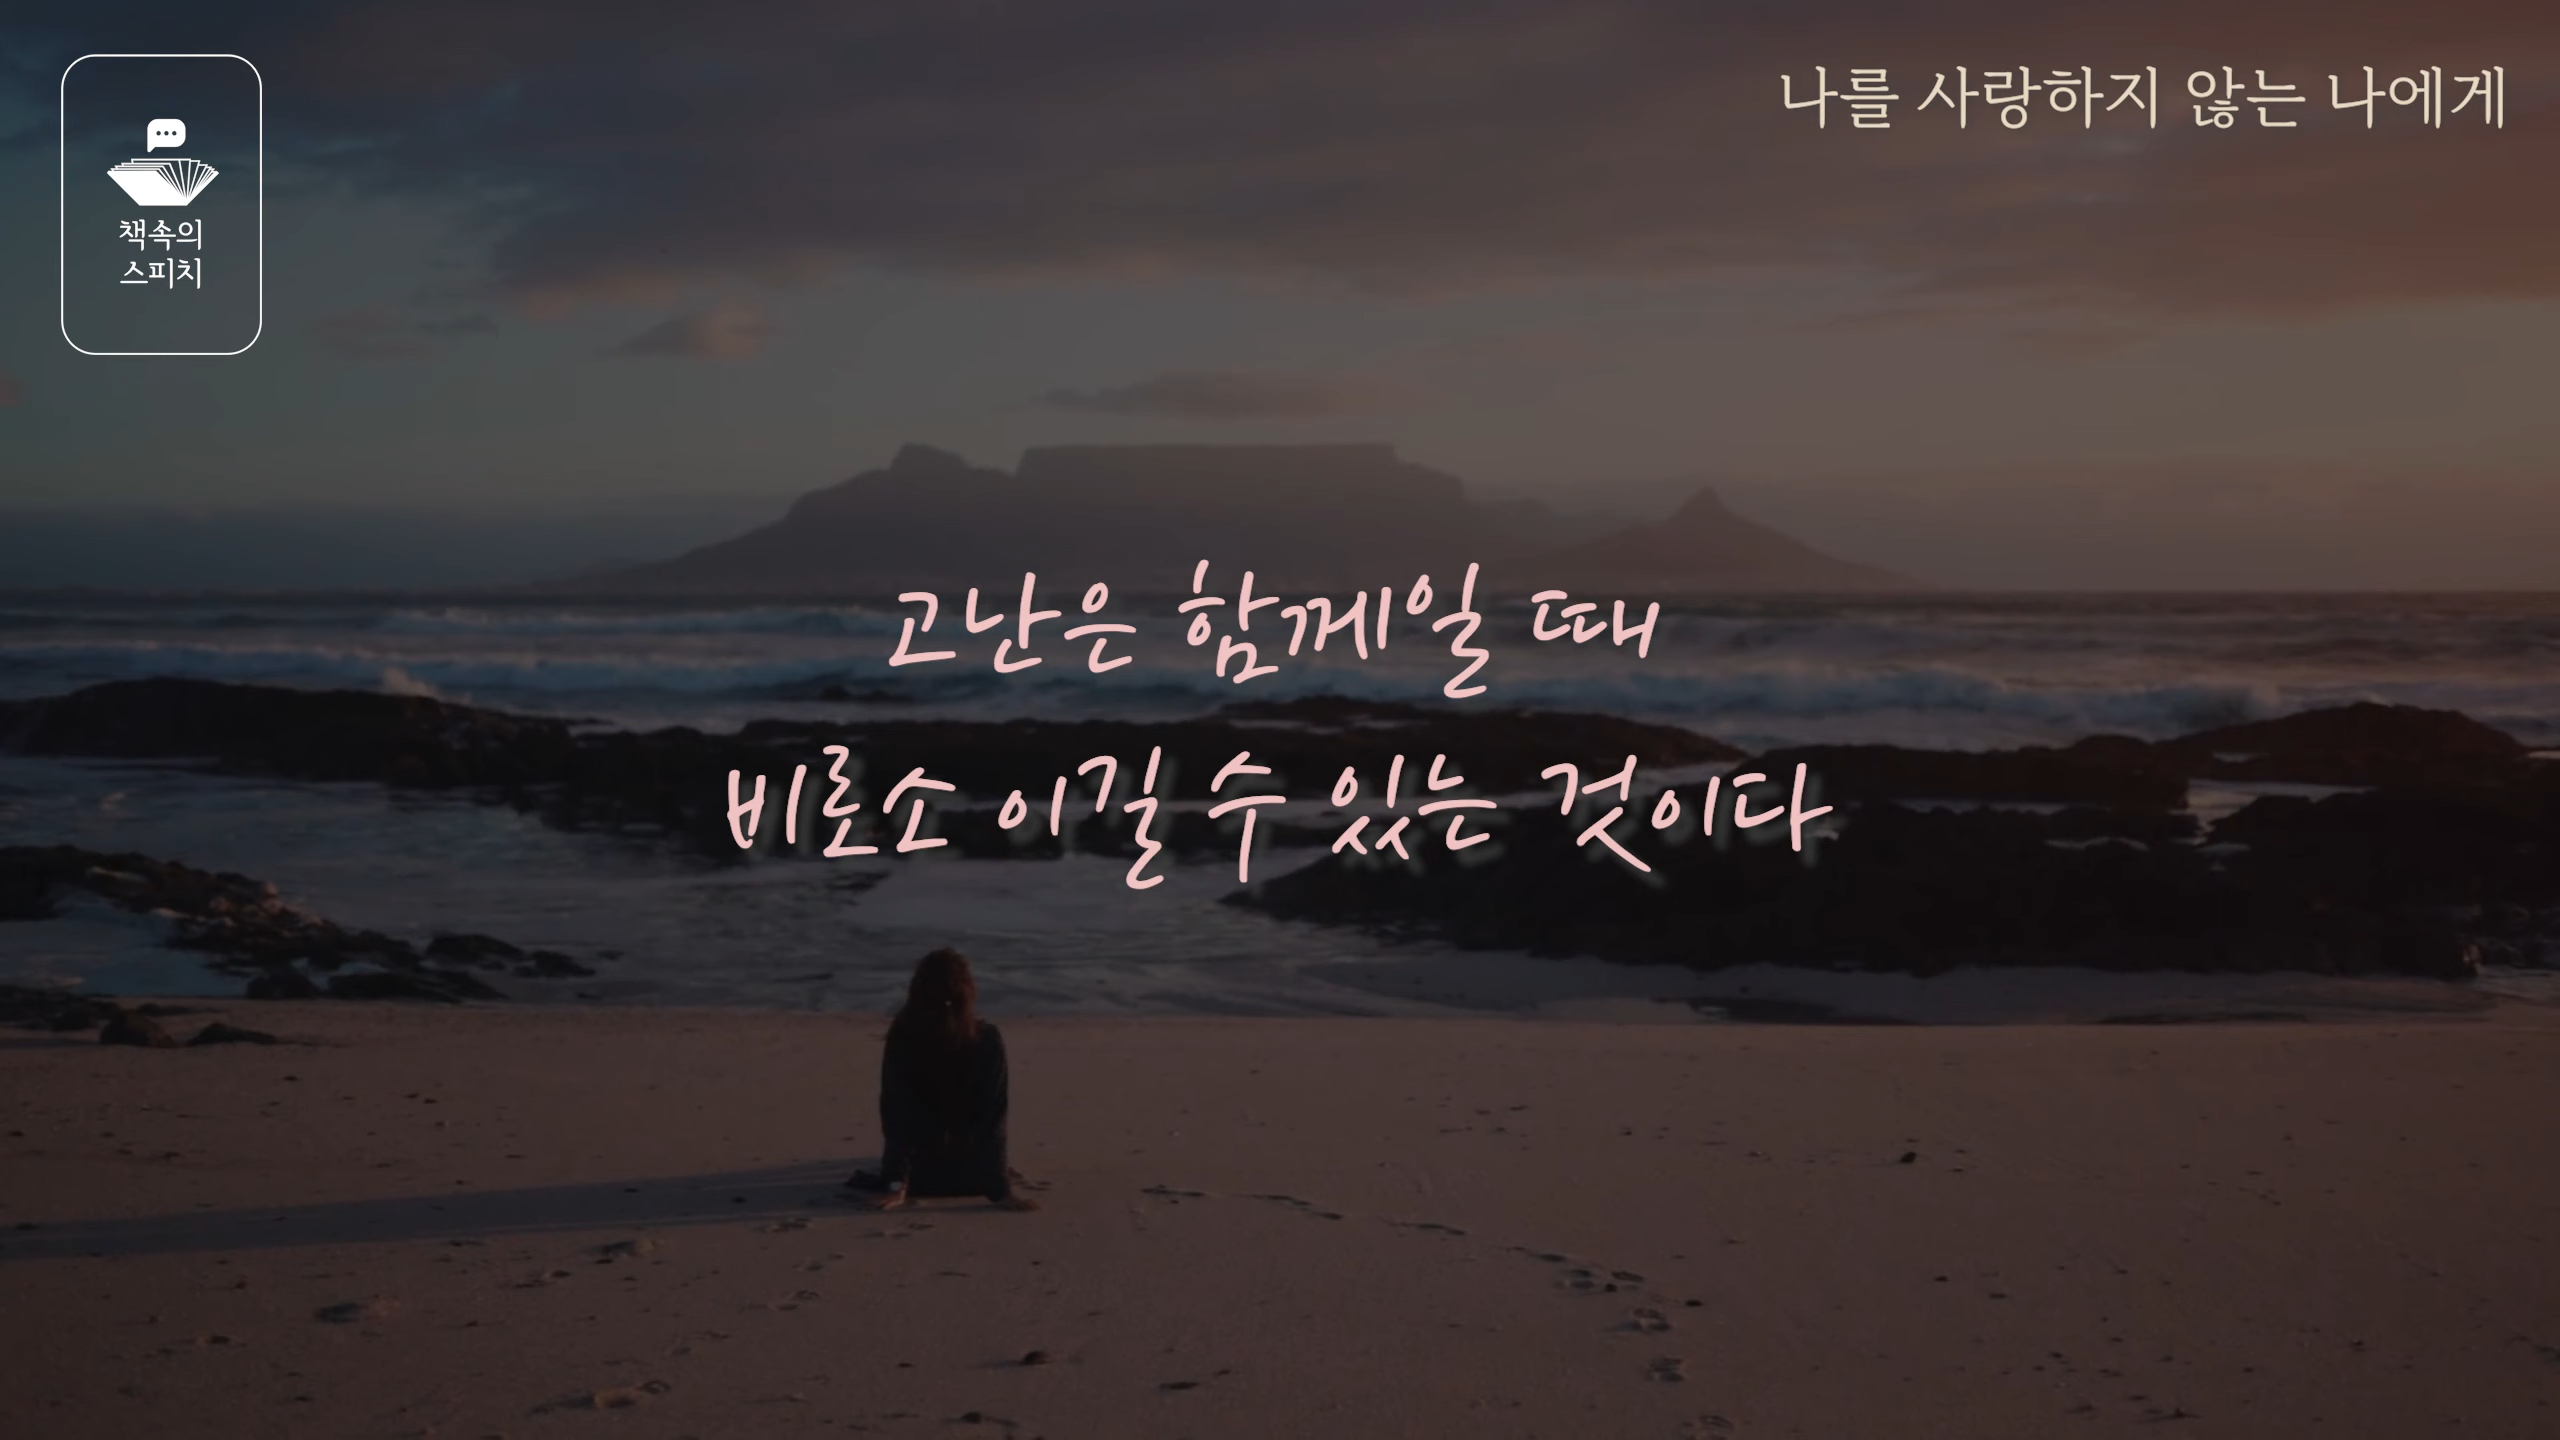 책속의
스피치
나를 사랑하지 않는 나에게
고난은 함께일 때
비로소 이길 수 있는 것이다